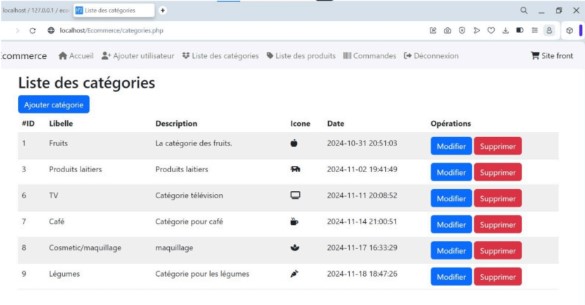 localhost / 127.0.0.1 / eco
Liste des catégories
localhost/Ecommerce/categories.php
Ecommerce Accueil Ajouter utilisateur Liste des catégories Liste des produits Commandes Déconnexion Site front
Liste des catégories
Ajouter catégorie
#ID Libelle Description Icone Date Opérations
1 Fruits La catégorie des fruits. 2024-10-31 20:51:03 Modifier Supprimer
3 Produits laitiers Produits laitiers 2024-11-02 19:41:49 Modifier Supprimer
6 TV Catégorie télévision 2024-11-11 20:08:52 Modifier Supprimer
7 Café Catégorie pour café 2024-11-14 21:00:51 Modifier Supprimer
8 Cosmetic/maquillage maquillage 2024-11-17 16:33:29 Modifier Supprimer
9 Légumes Catégorie pour les légumes 2024-11-18 18:47:26 Modifier Supprimer